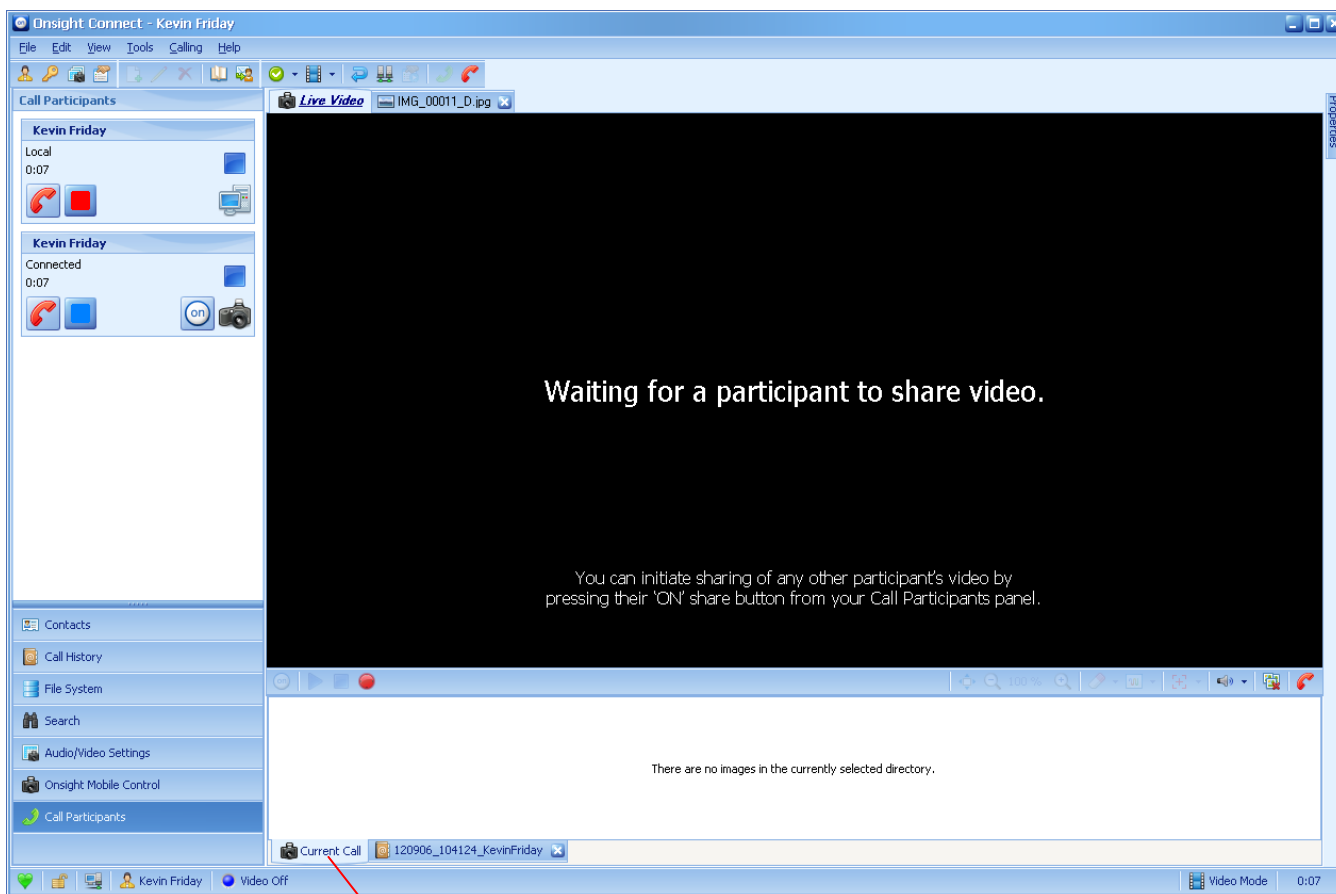 on Onsight Connect - Kevin Friday
File Edit View Tools Calling Help
Call Participants
Live Video IMG_00011_D.jpg
Properties
Kevin Friday
Local
0:07
Kevin Friday
Connected
0:07
on
Waiting for a participant to share video.
You can initiate sharing of any other participant's video by
pressing their 'ON' share button from your Call Participants panel.
Contacts
Call History
File System
Search
Audio/Video Settings
Onsight Mobile Control
Call Participants
on 100 %
There are no images in the currently selected directory.
Current Call 120906_104124_KevinFriday
Kevin Friday Video Off Video Mode 0:07